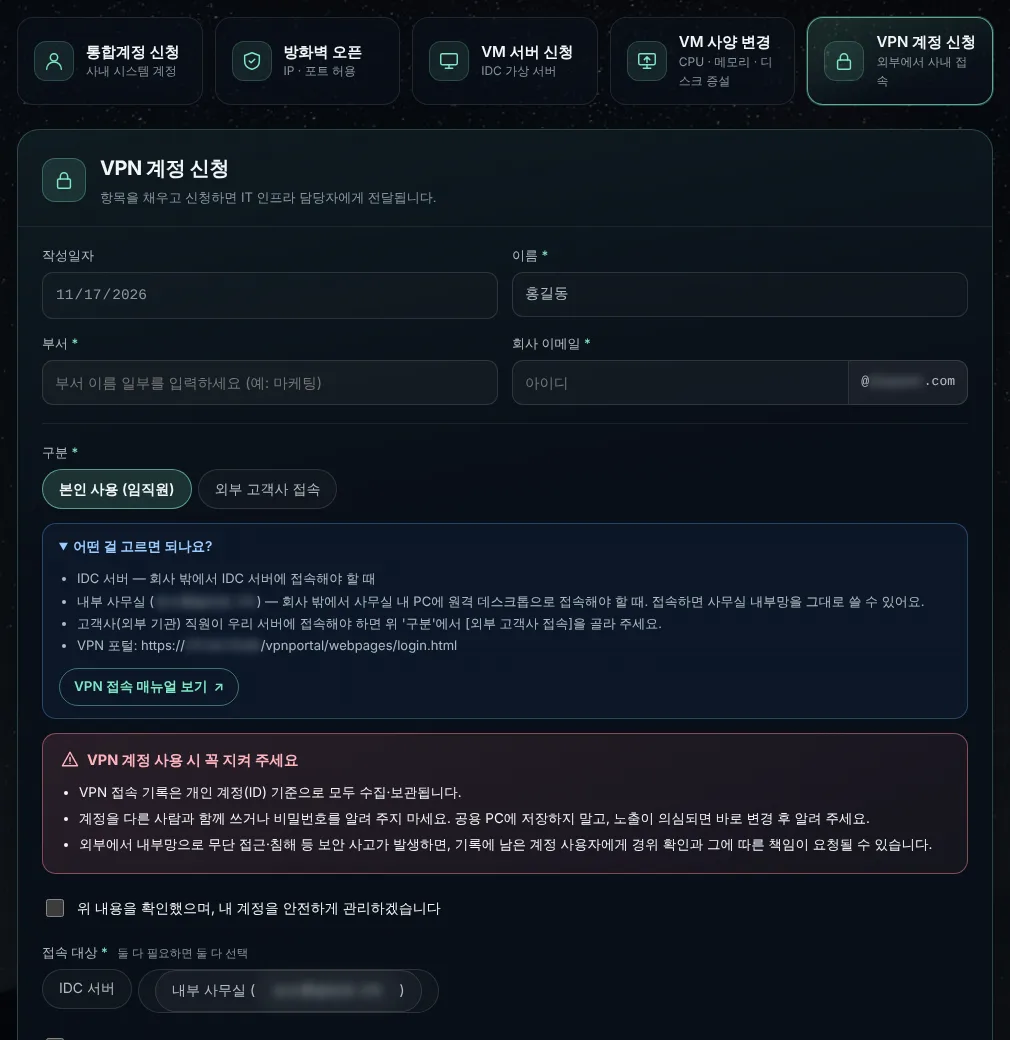 통합계정 신청
사내 시스템 계정
방화벽 오픈
IP · 포트 허용
VM 서버 신청
IDC 가상 서버
VM 사양 변경
CPU · 메모리 · 디
스크 증설
VPN 계정 신청
외부에서 사내 접
속
VPN 계정 신청
항목을 채우고 신청하면 IT 인프라 담당자에게 전달됩니다.
작성일자
이름 *
11/17/2026
홍길동
부서 *
회사 이메일 *
부서 이름 일부를 입력하세요 (예: 마케팅)
아이디
@ .com
구분 *
본인 사용 (임직원)
외부 고객사 접속
▼ 어떤 걸 고르면 되나요?
• IDC 서버 — 회사 밖에서 IDC 서버에 접속해야 할 때
• 내부 사무실 ( ) — 회사 밖에서 사무실 내 PC에 원격 데스크톱으로 접속해야 할 때. 접속하면 사무실 내부망을 그대로 쓸 수 있어요.
• 고객사(외부 기관) 직원이 우리 서버에 접속해야 하면 위 '구분'에서 [외부 고객사 접속]을 골라 주세요.
• VPN 포털: https:// /vpnportal/webpages/login.html
VPN 접속 매뉴얼 보기 ↗
VPN 계정 사용 시 꼭 지켜 주세요
• VPN 접속 기록은 개인 계정(ID) 기준으로 모두 수집·보관됩니다.
• 계정을 다른 사람과 함께 쓰거나 비밀번호를 알려 주지 마세요. 공용 PC에 저장하지 말고, 노출이 의심되면 바로 변경 후 알려 주세요.
• 외부에서 내부망으로 무단 접근·침해 등 보안 사고가 발생하면, 기록에 남은 계정 사용자에게 경위 확인과 그에 따른 책임이 요청될 수 있습니다.
위 내용을 확인했으며, 내 계정을 안전하게 관리하겠습니다
접속 대상 * 둘 다 필요하면 둘 다 선택
IDC 서버
내부 사무실 ( )